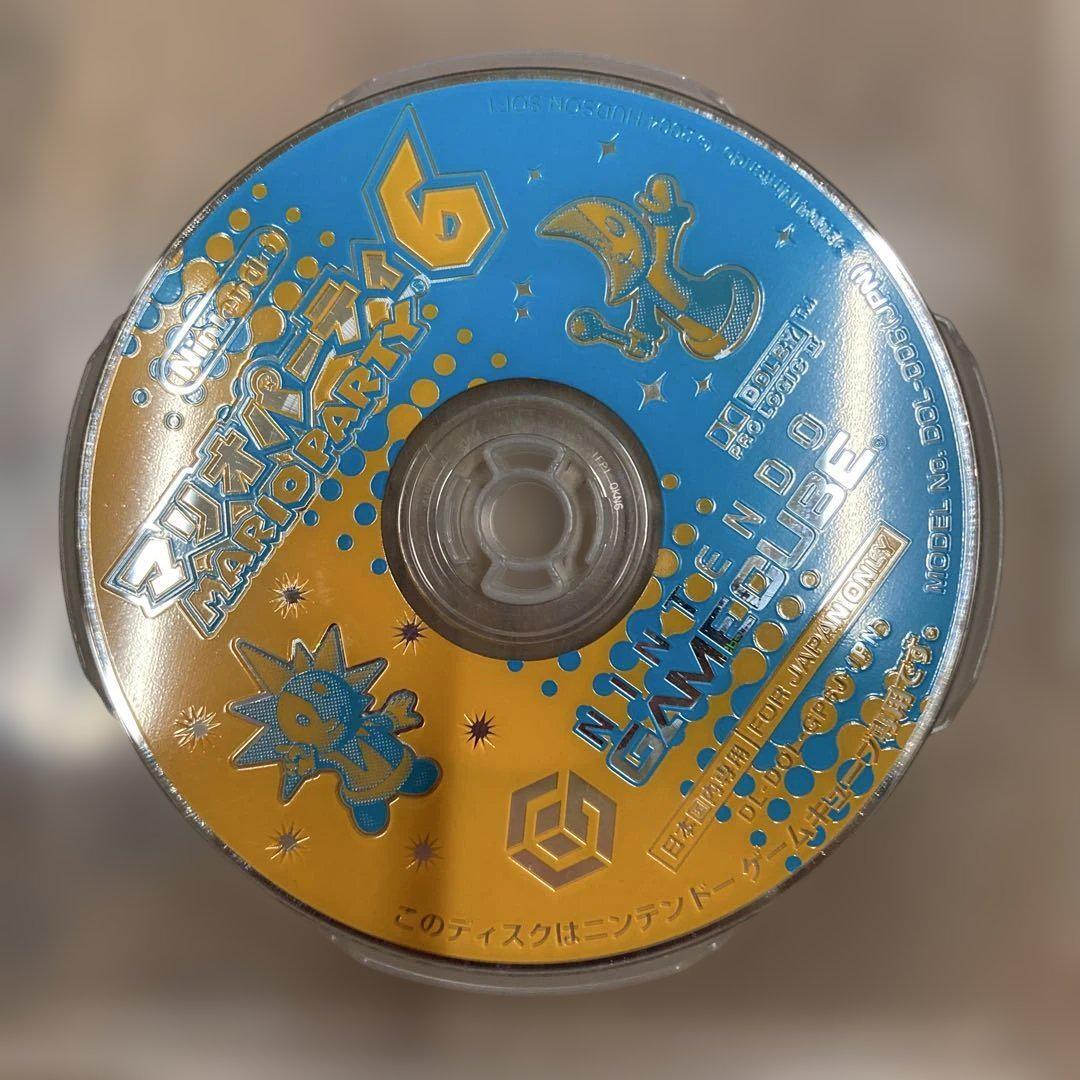 Nintendo
マリオパーティ6
MARIO PARTY
© 2004 Nintendo © 2004 HUDSON SOFT
DOLBY
PRO LOGIC II
™
NINTENDO
GAMECUBE®
日本国内専用 FOR JAPAN ONLY
DL-DOL-GP6J-JPN
MODEL NO: DOL-006(JPN)
このディスクはニンテンドーゲームキューブ専用です。
IFPI